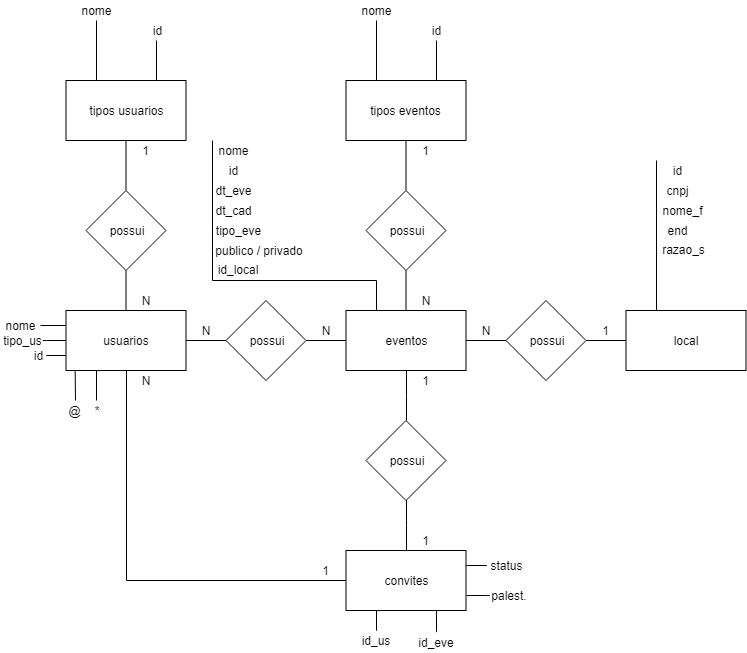 nome
id
tipos usuarios
1
possui
N
nome
id
tipos eventos
1
possui
N
nome
id
dt_eve
dt_cad
tipo_eve
publico / privado
id_local
id
cnpj
nome_f
end
razao_s
nome
tipo_us
id
usuarios
@
*
N
N
possui
N
eventos
N
possui
1
local
1
possui
1
1
convites
status
palest.
id_us
id_eve